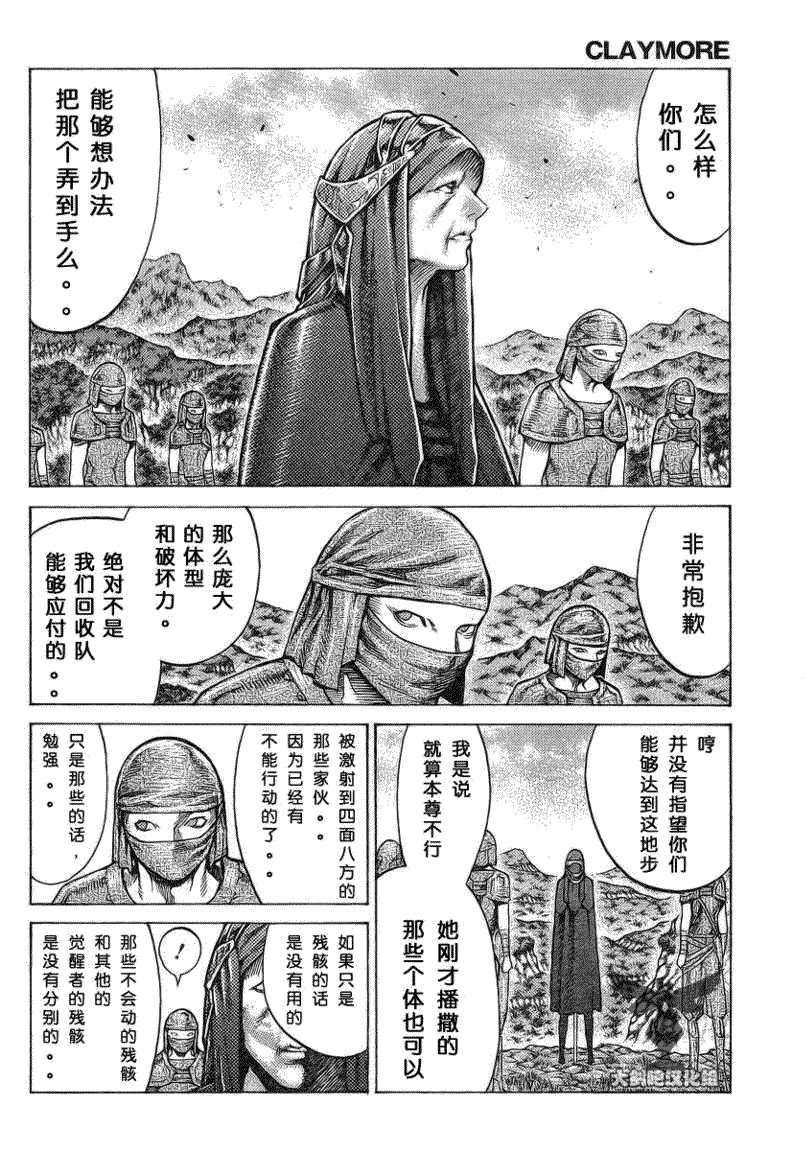 CLAYMORE
怎么样
你们。。
能够想办法
把那个弄到手么。。
非常抱歉
那么庞大
的体型
和破坏力。
绝对不是
我们回收队
能够应付的。。
哼
并没有指望你们
能够达到这地步
我是说
就算本尊不行
她刚才播撒的
那些个体也可以
被激射到四面八方的
那些家伙。。
因为已经有
不能行动的了。。
只是那些的话，
勉强。。
如果只是
残骸的话
是没有用的
!
那些不会动的残骸
和其他的
觉醒者的残骸
是没有分别的。。